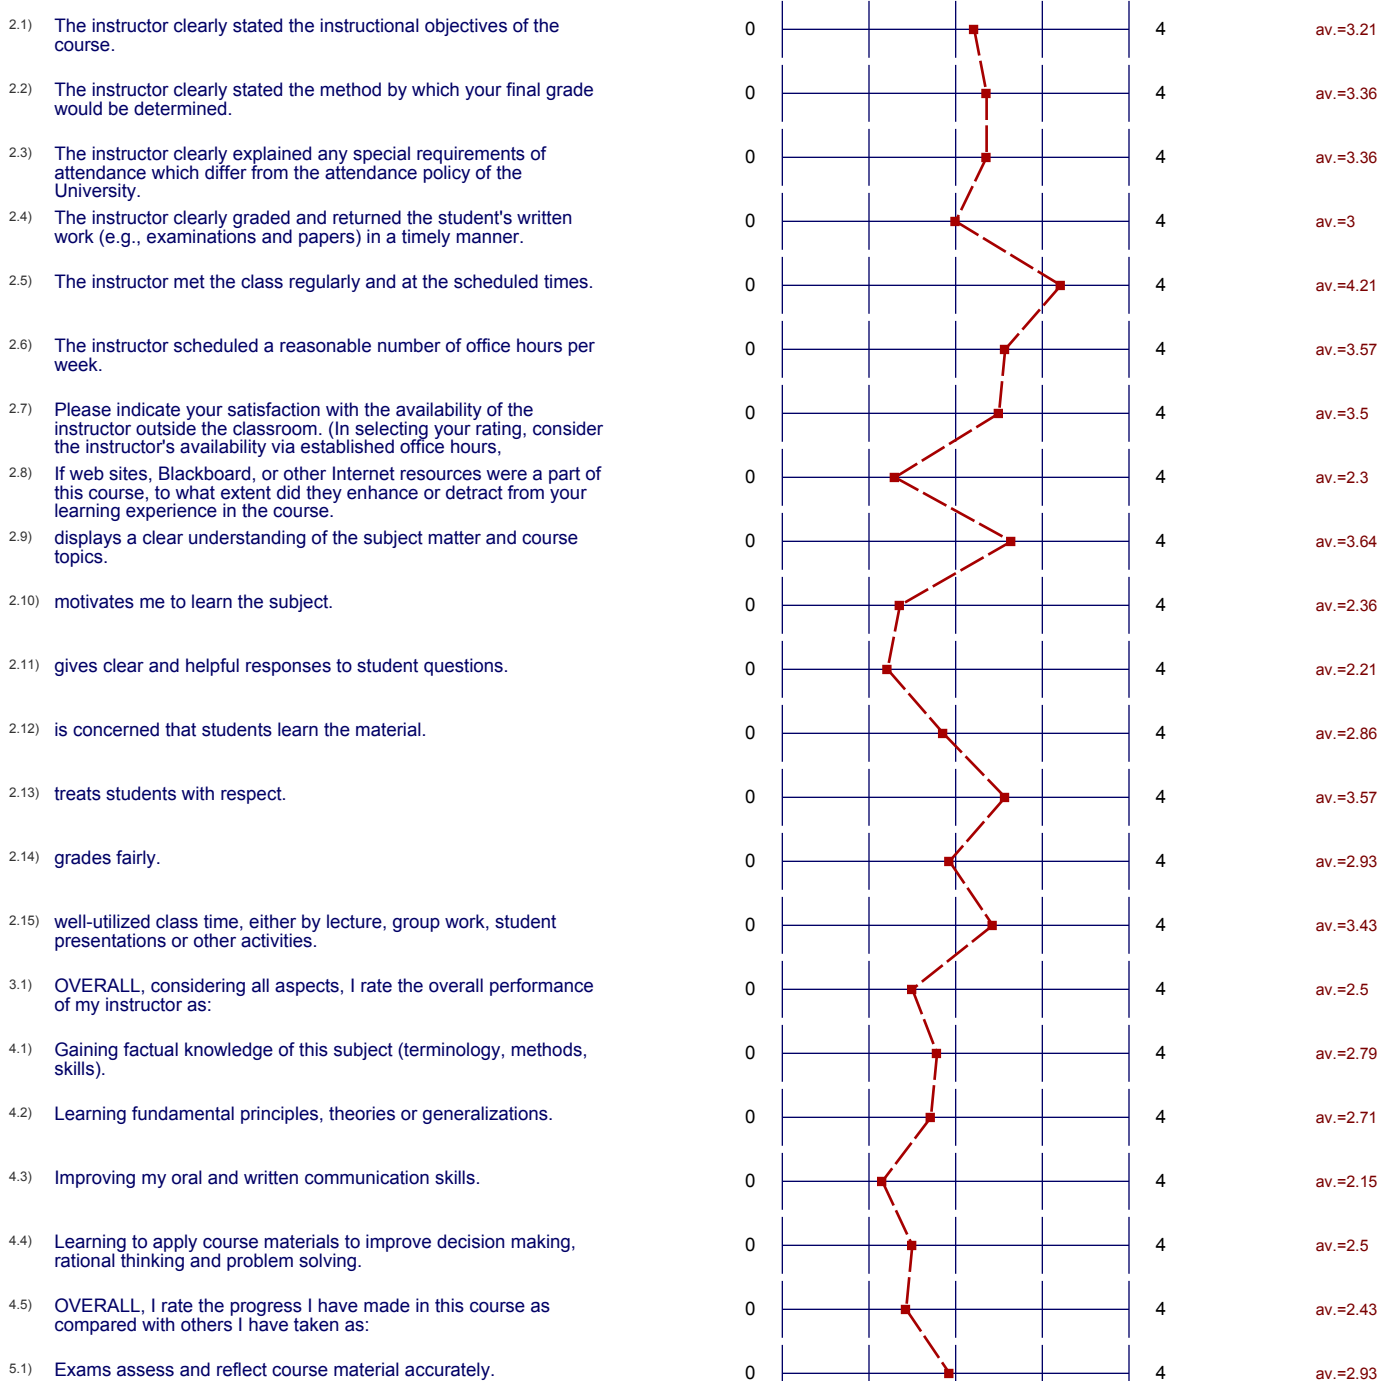 2.1) The instructor clearly stated the instructional objectives of the 0 4 av.=3.21
course.
2.2) The instructor clearly stated the method by which your final grade 0 4 av.=3.36
would be determined.
2.3) The instructor clearly explained any special requirements of 0 4 av.=3.36
attendance which differ from the attendance policy of the
University.
2.4) The instructor clearly graded and returned the student's written 0 4 av.=3
work (e.g., examinations and papers) in a timely manner.
2.5) The instructor met the class regularly and at the scheduled times. 0 4 av.=4.21
2.6) The instructor scheduled a reasonable number of office hours per 0 4 av.=3.57
week.
2.7) Please indicate your satisfaction with the availability of the 0 4 av.=3.5
instructor outside the classroom. (In selecting your rating, consider
the instructor's availability via established office hours,
2.8) If web sites, Blackboard, or other Internet resources were a part of 0 4 av.=2.3
this course, to what extent did they enhance or detract from your
learning experience in the course.
2.9) displays a clear understanding of the subject matter and course 0 4 av.=3.64
topics.
2.10) motivates me to learn the subject. 0 4 av.=2.36
2.11) gives clear and helpful responses to student questions. 0 4 av.=2.21
2.12) is concerned that students learn the material. 0 4 av.=2.86
2.13) treats students with respect. 0 4 av.=3.57
2.14) grades fairly. 0 4 av.=2.93
2.15) well-utilized class time, either by lecture, group work, student 0 4 av.=3.43
presentations or other activities.
3.1) OVERALL, considering all aspects, I rate the overall performance 0 4 av.=2.5
of my instructor as:
4.1) Gaining factual knowledge of this subject (terminology, methods, 0 4 av.=2.79
skills).
4.2) Learning fundamental principles, theories or generalizations. 0 4 av.=2.71
4.3) Improving my oral and written communication skills. 0 4 av.=2.15
4.4) Learning to apply course materials to improve decision making, 0 4 av.=2.5
rational thinking and problem solving.
4.5) OVERALL, I rate the progress I have made in this course as 0 4 av.=2.43
compared with others I have taken as:
5.1) Exams assess and reflect course material accurately. 0 4 av.=2.93